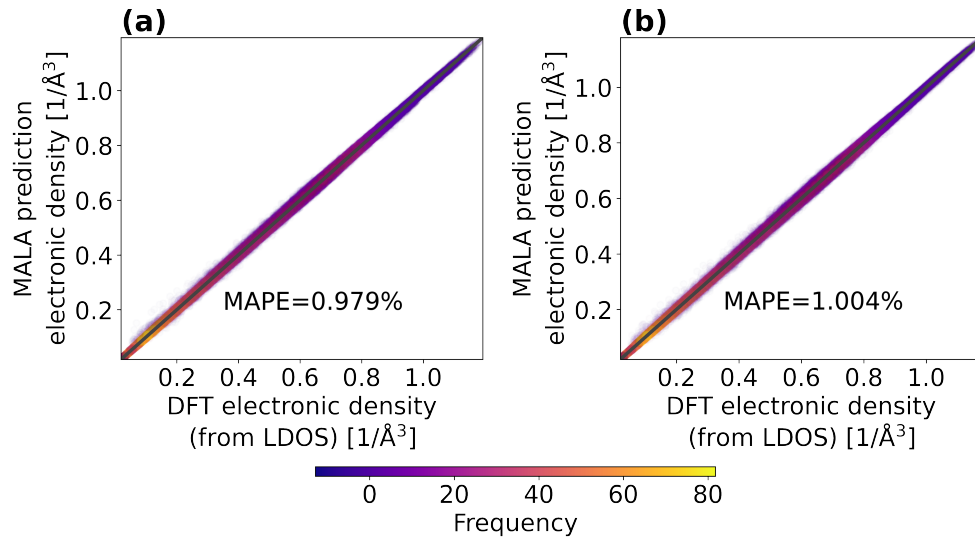 (a)
MALA prediction
electronic density [1/Å³]
1.0
0.8
0.6
0.4
0.2
MAPE=0.979%
0.2 0.4 0.6 0.8 1.0
DFT electronic density
(from LDOS) [1/Å³]
(b)
MALA prediction
electronic density [1/Å³]
1.0
0.8
0.6
0.4
0.2
MAPE=1.004%
0.2 0.4 0.6 0.8 1.0
DFT electronic density
(from LDOS) [1/Å³]
0 20 40 60 80
Frequency